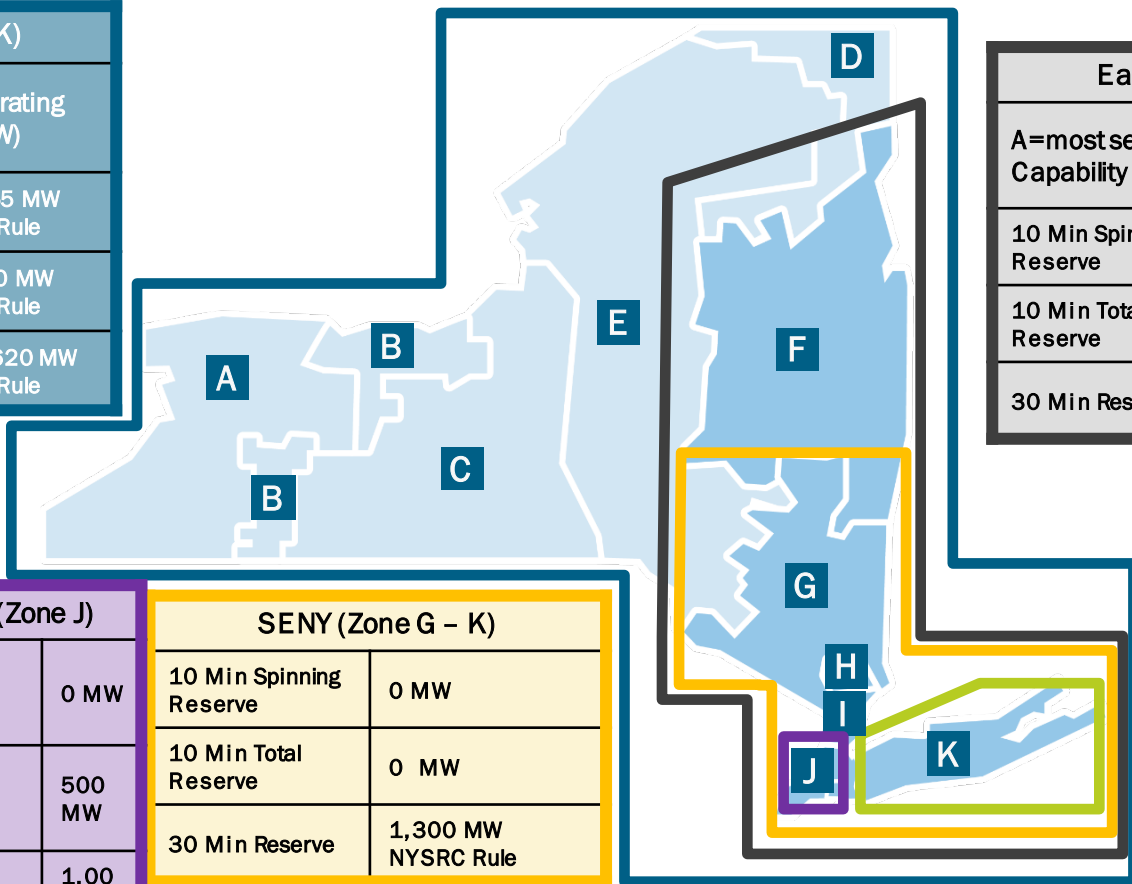 K)
rating
W)
5 MW
Rule
0 MW
Rule
620 MW
Rule
D
Ea
A=most se
Capability
10 Min Spin
Reserve
10 Min Tota
Reserve
30 Min Res
E
B
A
F
C
B
G
H
I
K
J
(Zone J)
0 MW
500
MW
1,00
SENY (Zone G – K)
10 Min Spinning
Reserve
0 MW
10 Min Total
Reserve
0 MW
30 Min Reserve
1,300 MW
NYSRC Rule